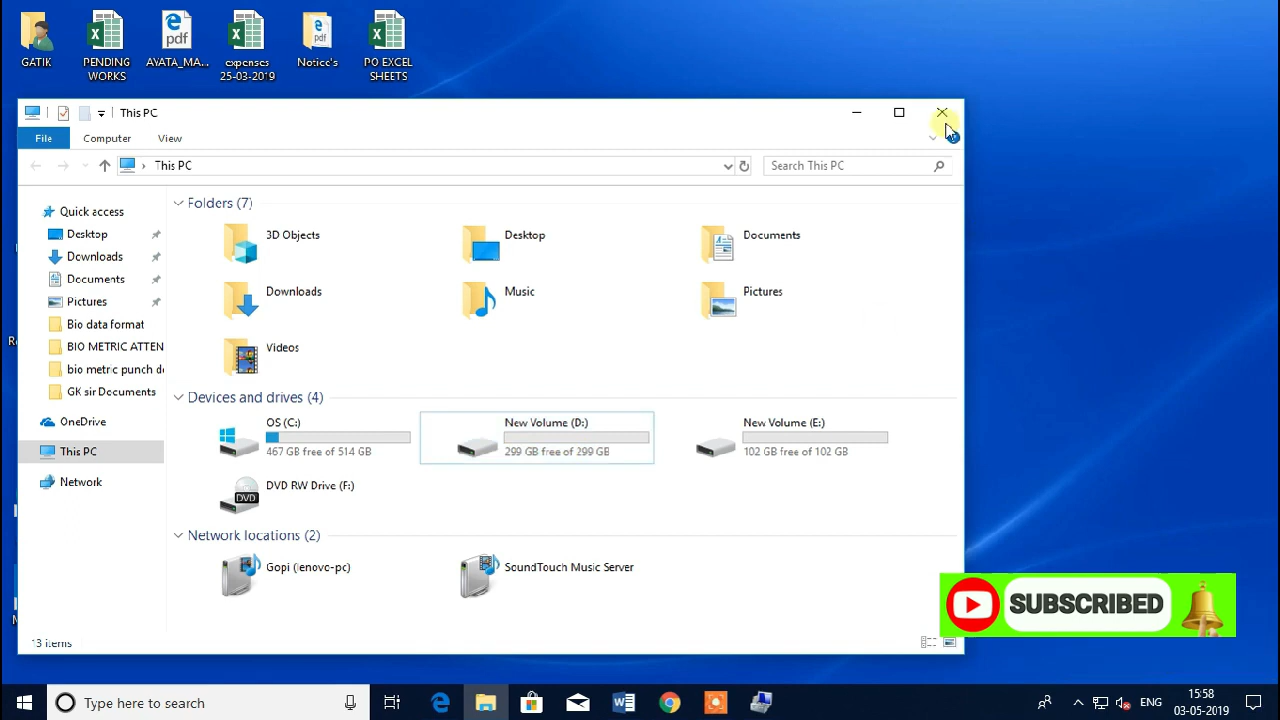 GATIK
PENDING
WORKS
AYATA_MA...
expenses
25-03-2019
Notice's
PO EXCEL
SHEETS
This PC
File
Computer
View
This PC
Search This PC
Quick access
Desktop
Downloads
Documents
Pictures
Bio data format
BIO METRIC ATTEN
bio metric punch de
GK sir Documents
OneDrive
This PC
Network
Folders (7)
3D Objects
Desktop
Documents
Downloads
Music
Pictures
Videos
Devices and drives (4)
OS (C:)
467 GB free of 514 GB
New Volume (D:)
299 GB free of 299 GB
New Volume (E:)
102 GB free of 102 GB
DVD RW Drive (F:)
Network locations (2)
Gopi (lenovo-pc)
SoundTouch Music Server
13 items
SUBSCRIBED
Type here to search
ENG
15:58
03-05-2019